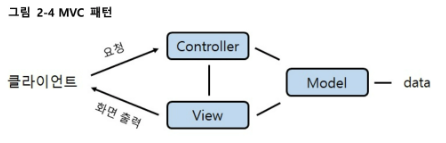 그림 2-4 MVC 패턴
요청
Controller
클라이언트
Model
data
화면 출력
View